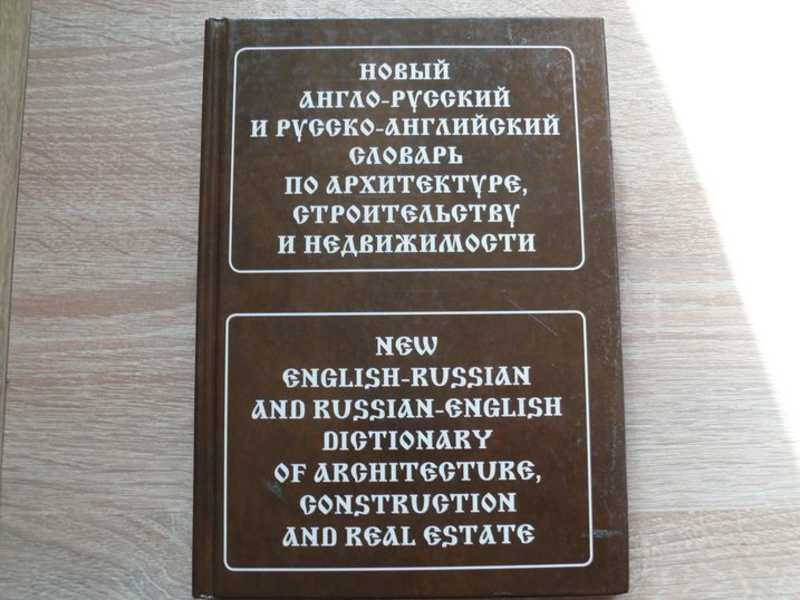 НОВЫЙ
АНГЛО-РУССКИЙ
И РУССКО-АНГЛИЙСКИЙ
СЛОВАРЬ
ПО АРХИТЕКТУРЕ,
СТРОИТЕЛЬСТВУ
И НЕДВИЖИМОСТИ
NEW
ENGLISH-RUSSIAN
AND RUSSIAN-ENGLISH
DICTIONARY
OF ARCHITECTURE,
CONSTRUCTION
AND REAL ESTATE